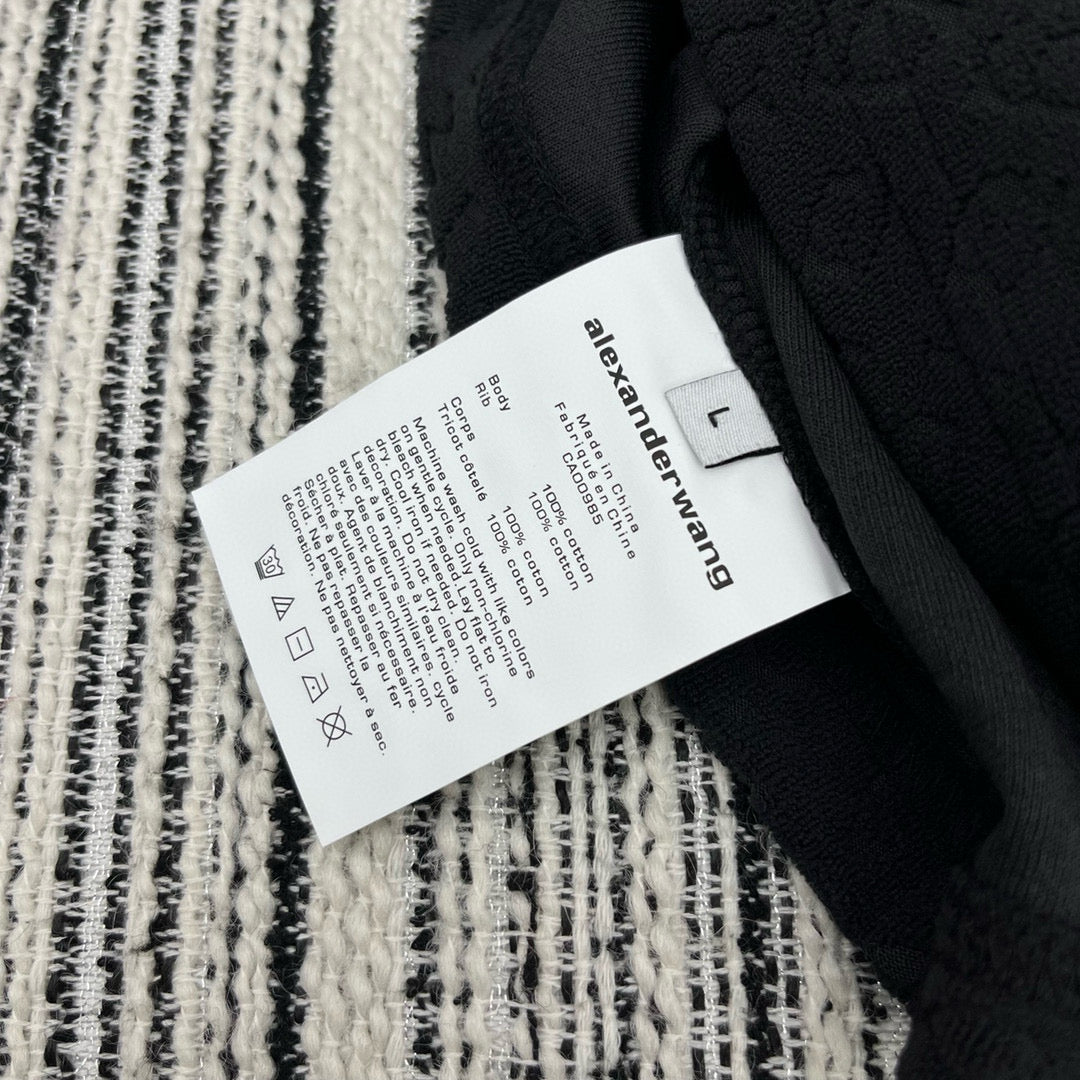 alexanderwang
L
Made in China
Fabriqué en Chine
CA00985
Body 100% cotton
Rib 100% cotton
Corps 100% coton
Tricot côtelé 100% coton
Machine wash cold with like colors
on gentle cycle. Only non-chlorine
bleach when needed. Lay flat to
dry. Cool iron if needed. Do not iron
decoration. Do not dry clean.
Laver à la machine à l'eau froide
avec des couleurs similaires. cycle
doux. Agent de blanchiment non
chloré seulement si nécessaire.
Sécher à plat. Repasser au fer
froid. Ne pas repasser la
décoration. Ne pas nettoyer à sec.
30